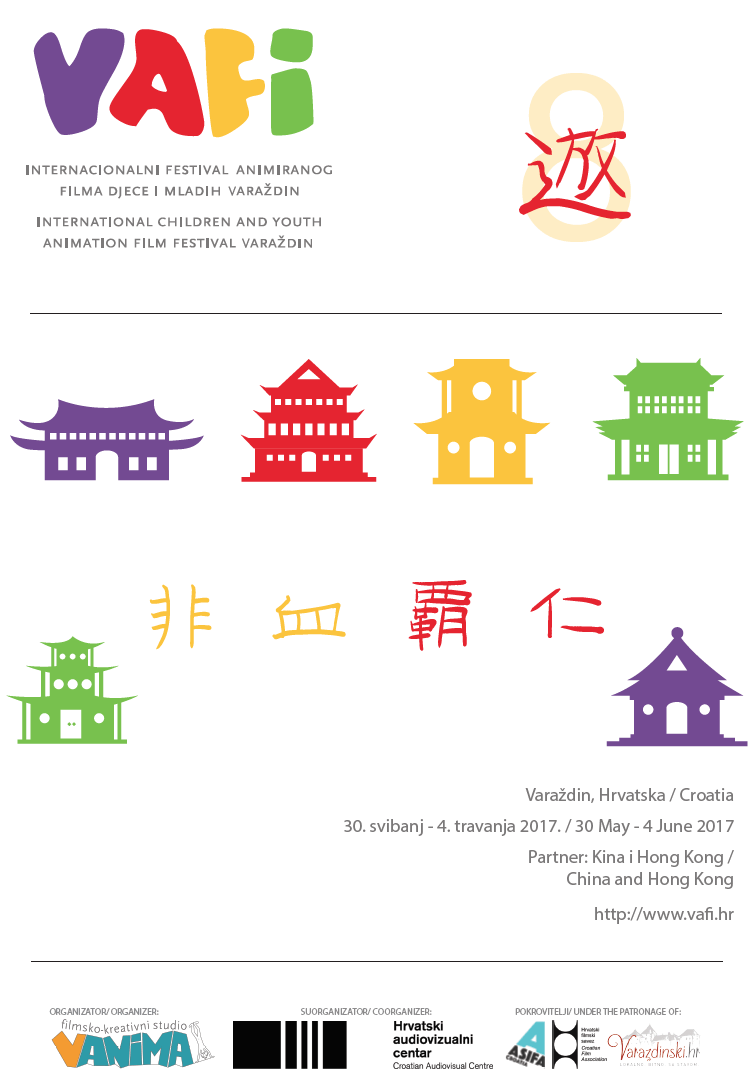 VAFi
INTERNACIONALNI FESTIVAL ANIMIRANOG
FILMA DJECE I MLADIH VARAŽDIN
INTERNATIONAL CHILDREN AND YOUTH
ANIMATION FILM FESTIVAL VARAŽDIN
8
遊
非 血 覇 仁
Varaždin, Hrvatska / Croatia
30. svibanj - 4. travanja 2017. / 30 May - 4 June 2017
Partner: Kina i Hong Kong /
China and Hong Kong
http://www.vafi.hr
ORGANIZATOR/ ORGANIZER:
filmsko-kreativni studio
VANIMA
SUORGANIZATOR/ COORGANIZER:
Hrvatski
audiovizualni
centar
Croatian Audiovisual Centre
POKROVITELJI/ UNDER THE PATRONAGE OF:
ASIFA
CROATIA
Hrvatski
filmski
savez
Croatian
Film
Association
Varazdinski.hr